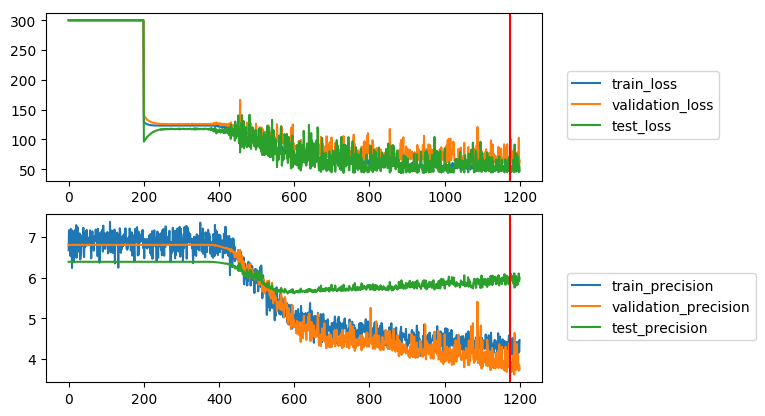 300
250
200
150
100
50
0 200 400 600 800 1000 1200
train_loss
validation_loss
test_loss
7
6
5
4
0 200 400 600 800 1000 1200
train_precision
validation_precision
test_precision